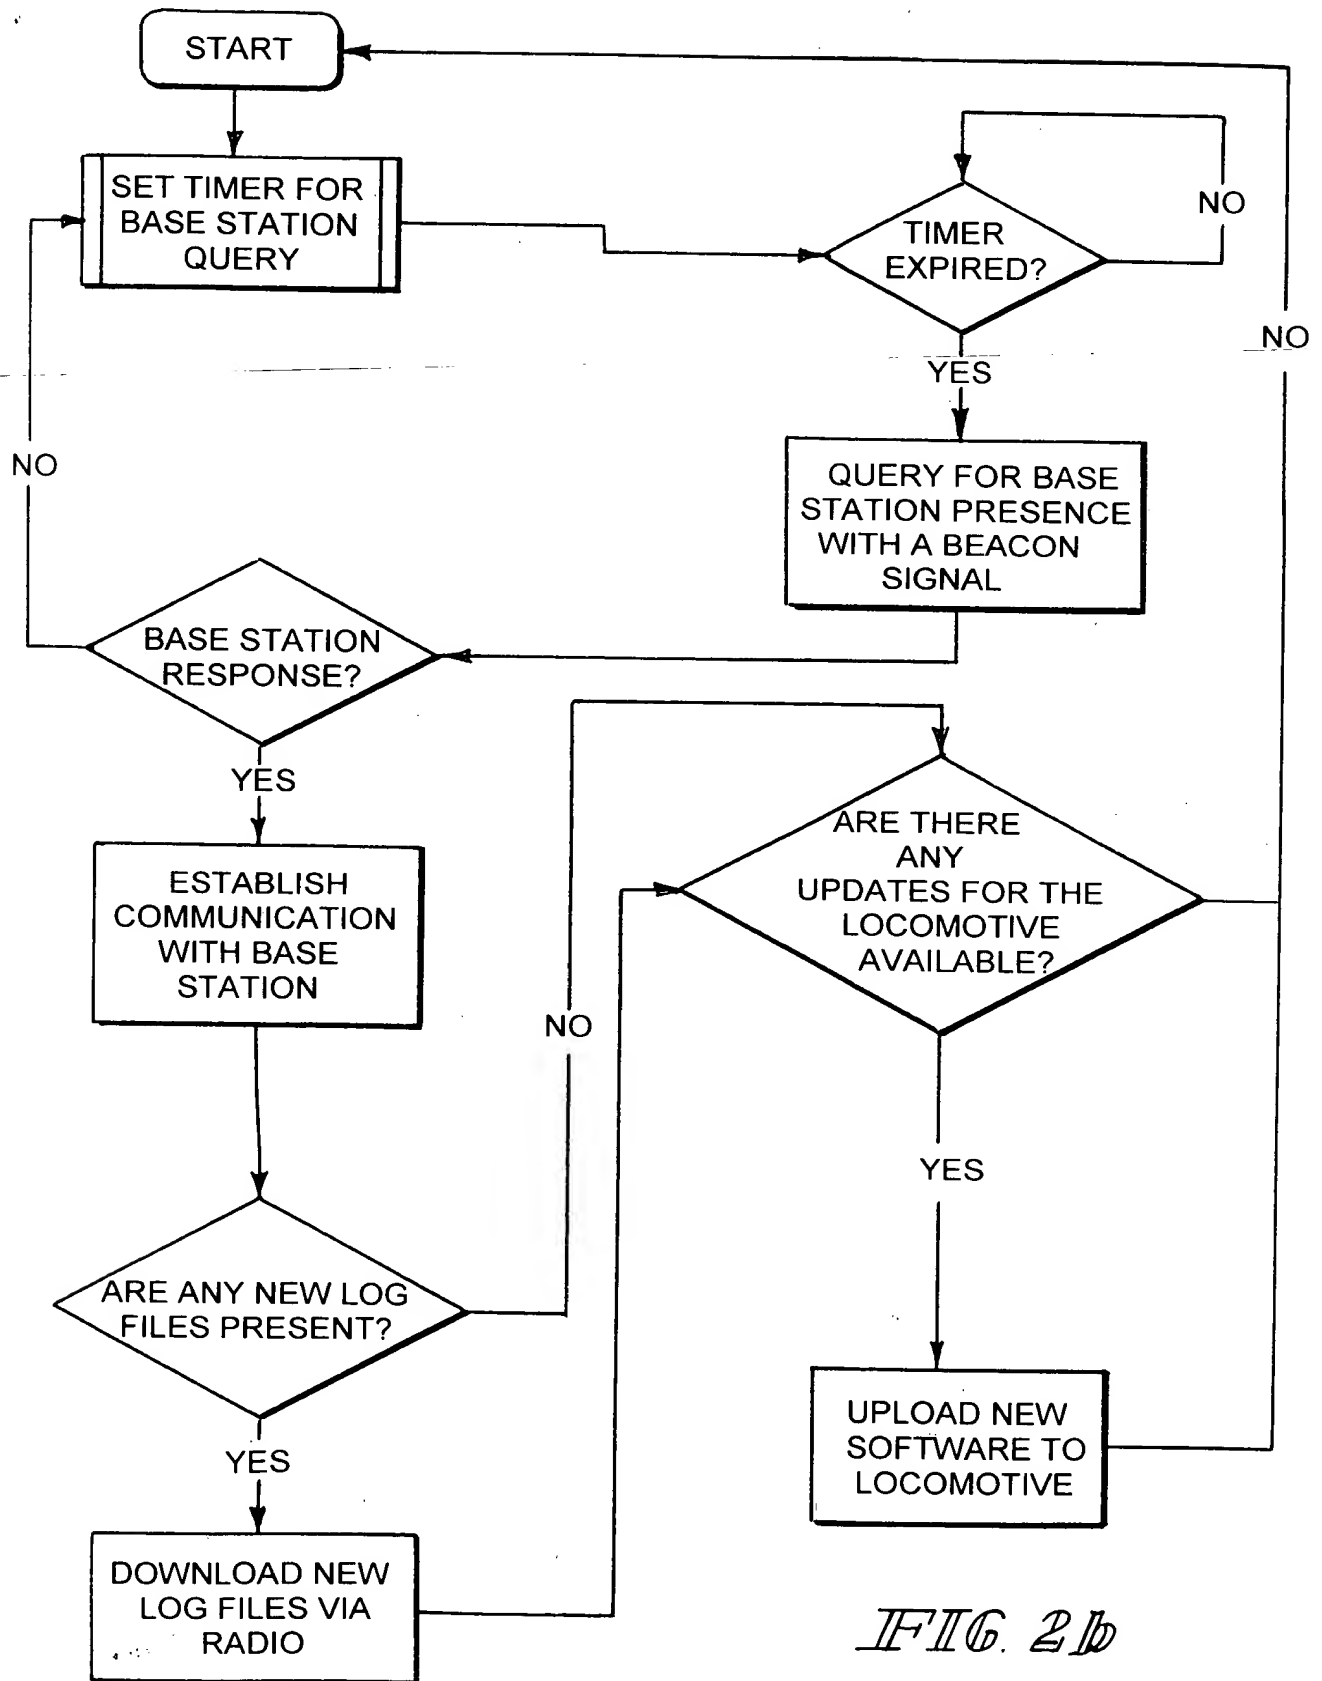 START
SET TIMER FOR
BASE STATION
QUERY
TIMER
EXPIRED?
NO
NO
YES
QUERY FOR BASE
STATION PRESENCE
WITH A BEACON
SIGNAL
NO
BASE STATION
RESPONSE?
YES
ESTABLISH
COMMUNICATION
WITH BASE
STATION
ARE THERE
ANY
UPDATES FOR THE
LOCOMOTIVE
AVAILABLE?
NO
YES
ARE ANY NEW LOG
FILES PRESENT?
YES
UPLOAD NEW
SOFTWARE TO
LOCOMOTIVE
DOWNLOAD NEW
LOG FILES VIA
RADIO
FIG. 2b